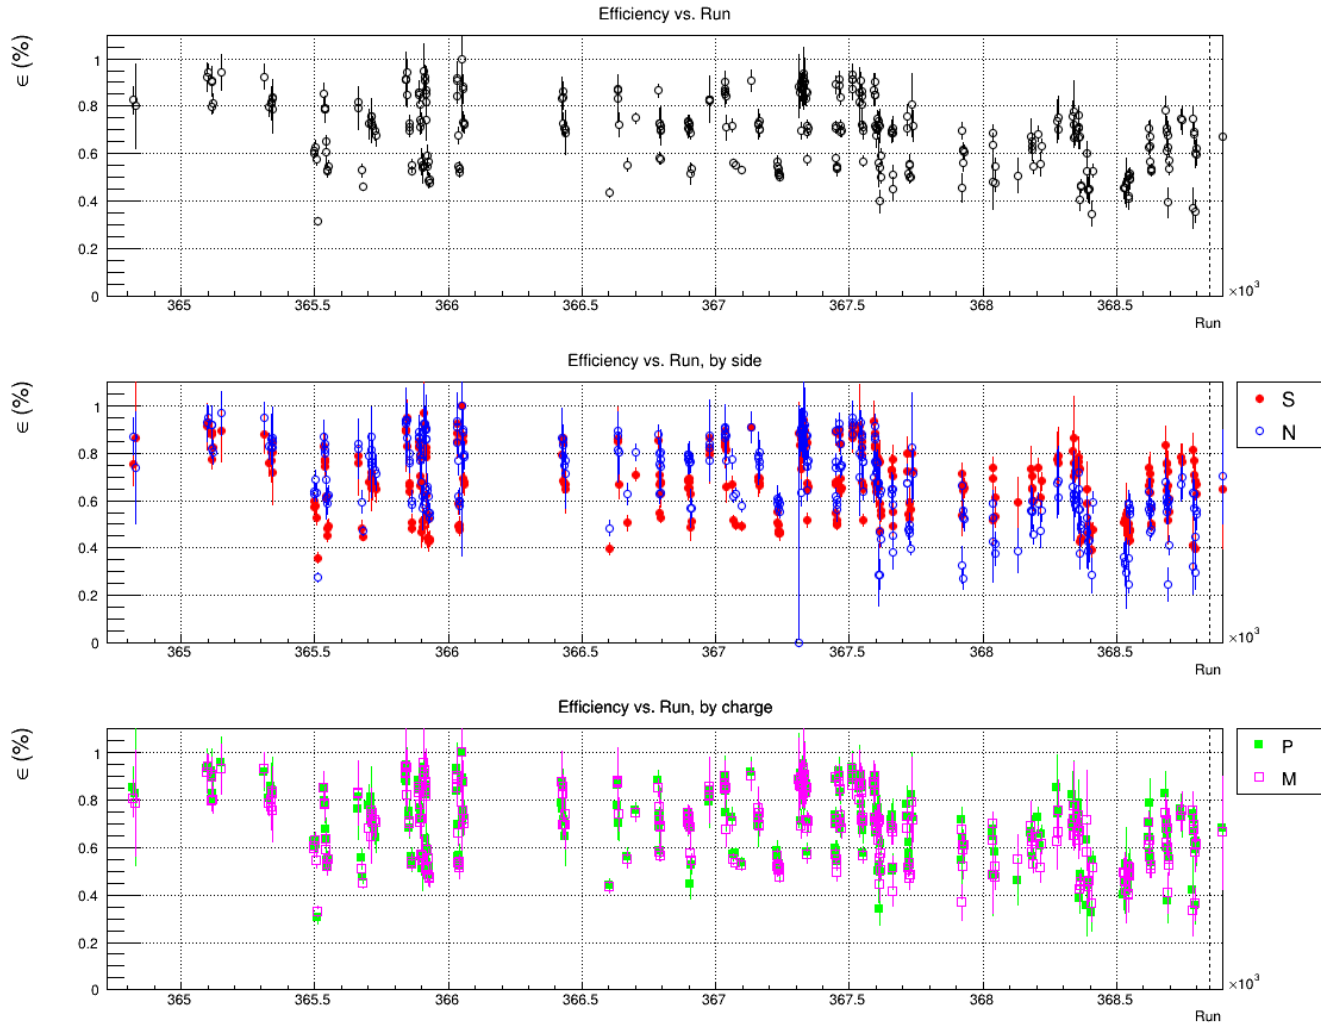 Efficiency vs. Run
ϵ (%)
1
0.8
0.6
0.4
0.2
0
365 365.5 366 366.5 367 367.5 368 368.5
×10³
Run
Efficiency vs. Run, by side
ϵ (%)
1
0.8
0.6
0.4
0.2
0
365 365.5 366 366.5 367 367.5 368 368.5
×10³
Run
S
N
Efficiency vs. Run, by charge
ϵ (%)
1
0.8
0.6
0.4
0.2
0
365 365.5 366 366.5 367 367.5 368 368.5
×10³
Run
P
M